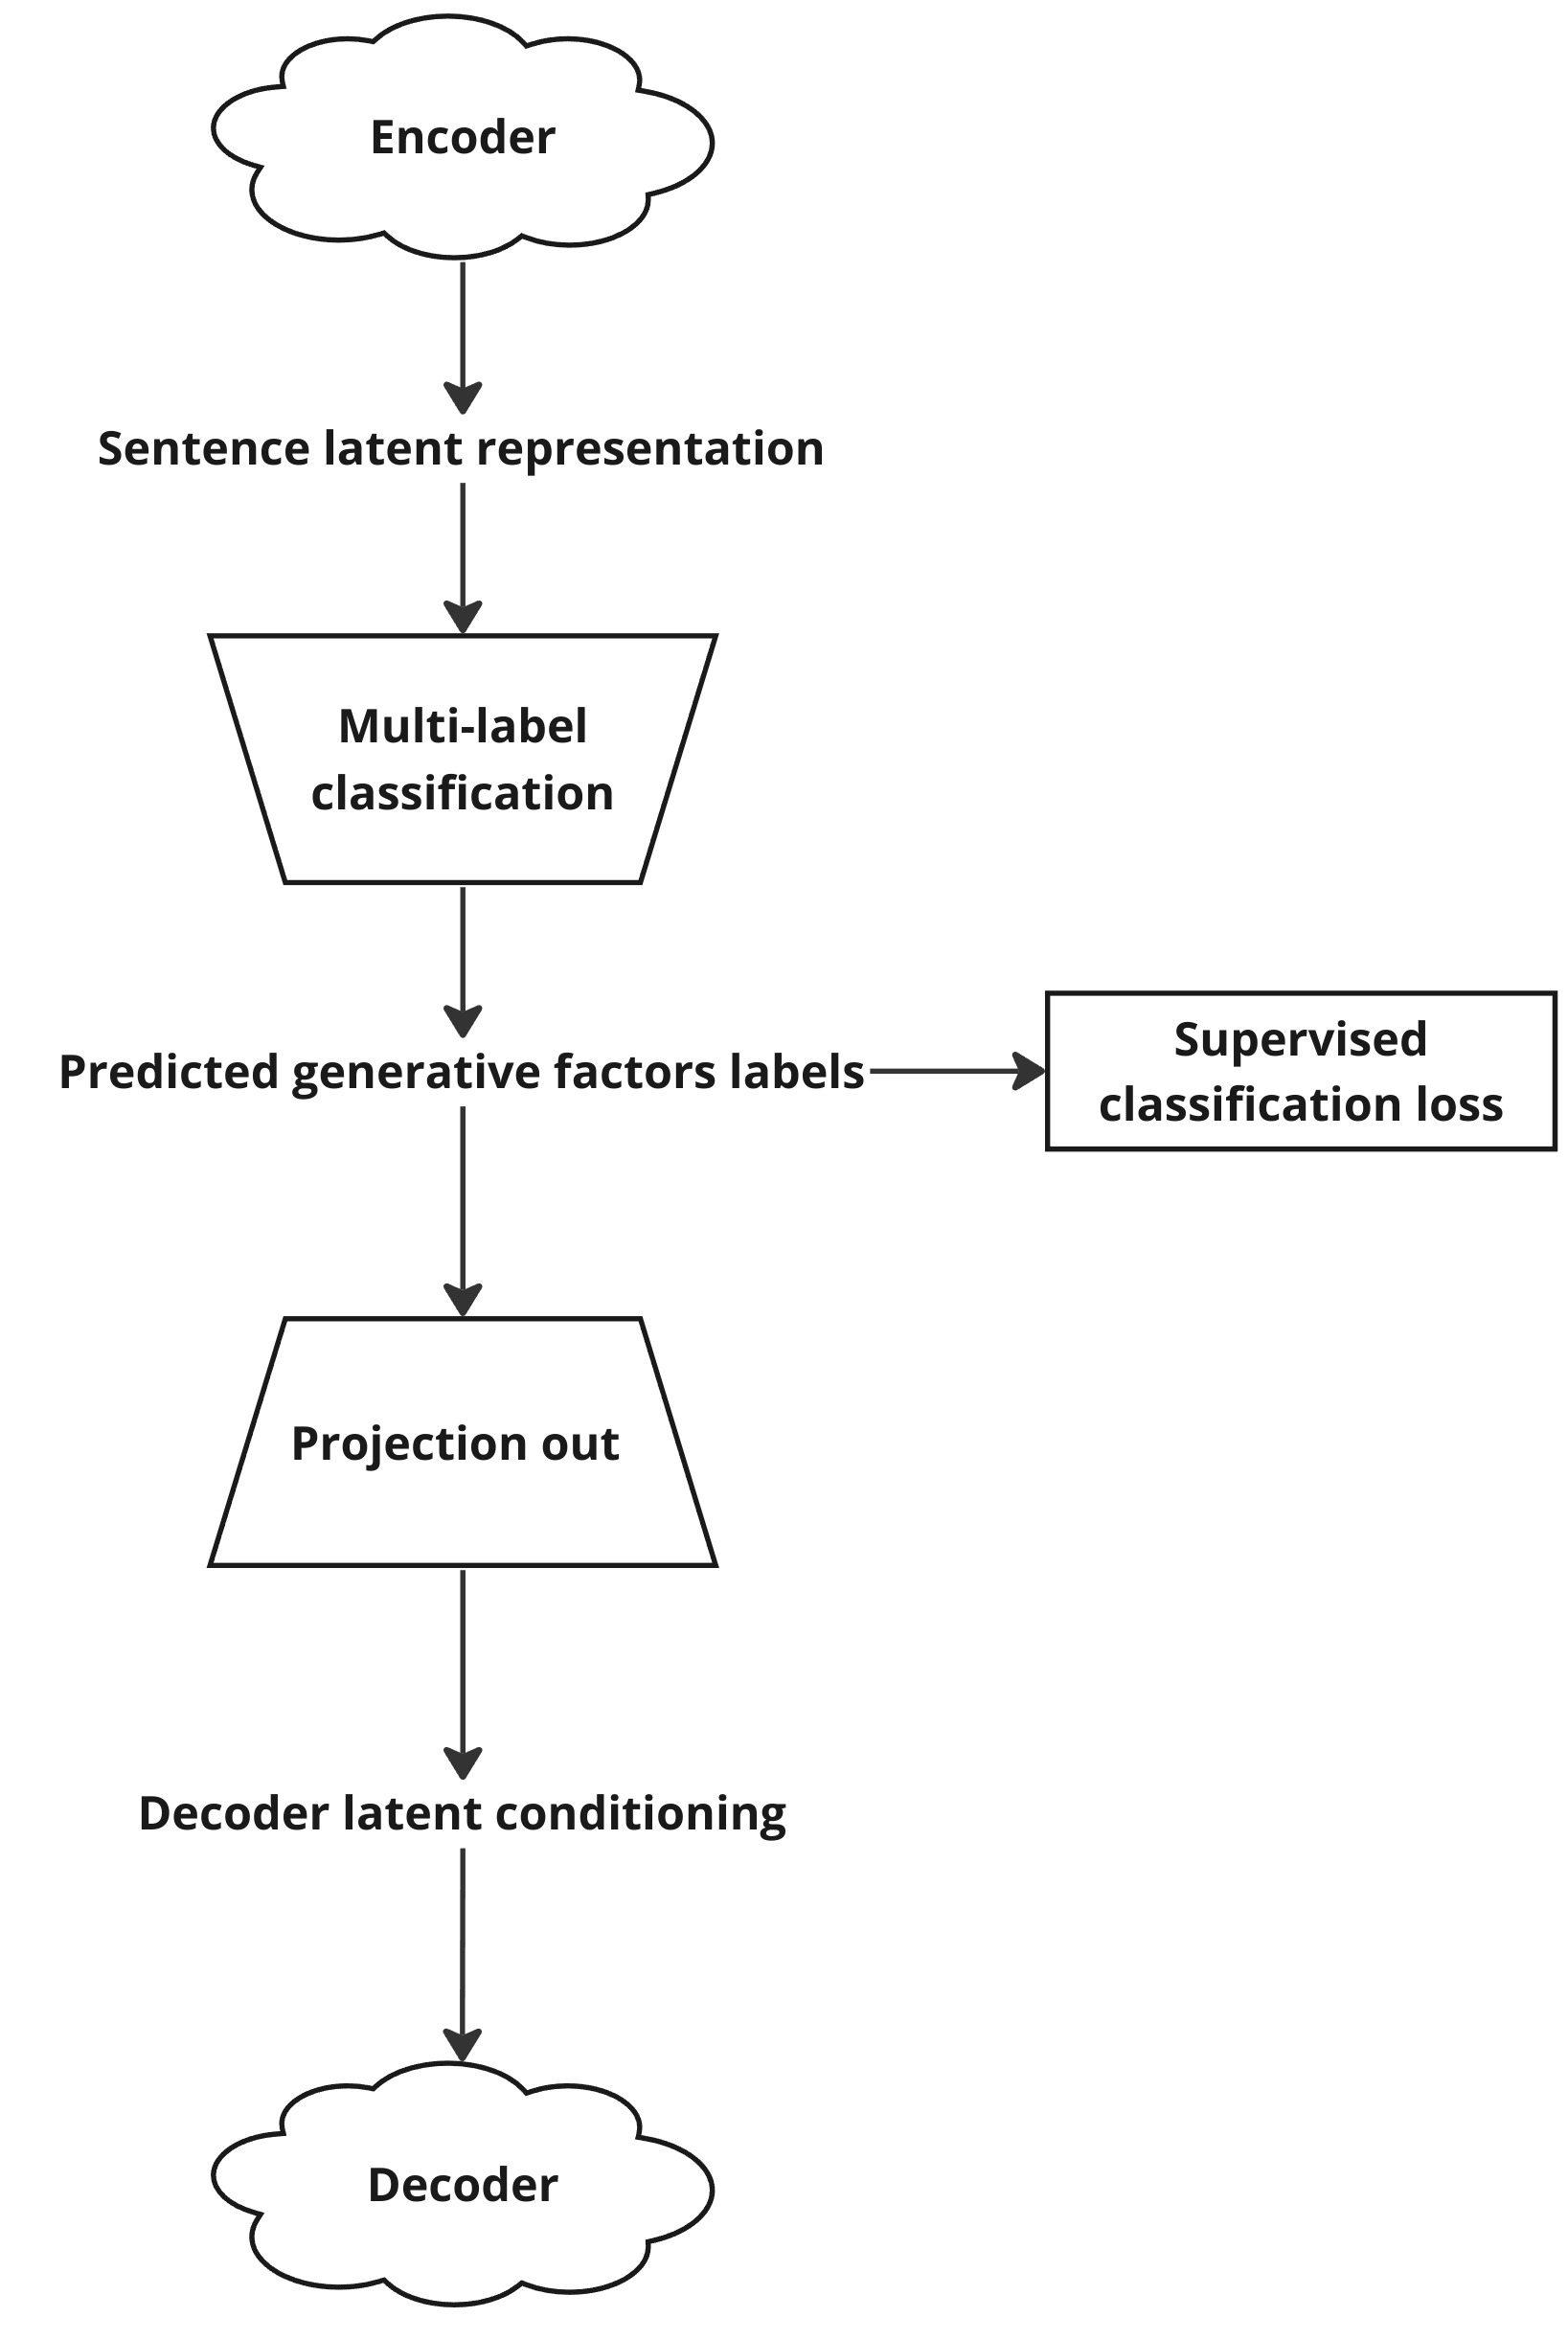 Encoder
Sentence latent representation
Multi-label
classification
Predicted generative factors labels
Supervised
classification loss
Projection out
Decoder latent conditioning
Decoder